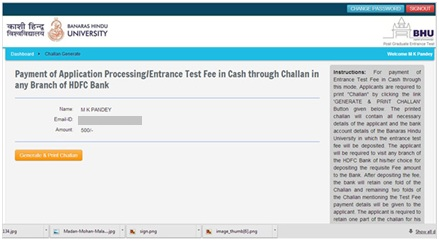 CHANGE PASSWORD SIGNOUT
काशी हिन्दू
विश्वविद्यालय
BANARAS HINDU
UNIVERSITY
BHU
Post Graduate Entrance Test
Dashboard Challan Generate
Welcome M K Pandey
Payment of Application Processing/Entrance Test Fee in Cash through Challan in
any Branch of HDFC Bank
Name M K PANDEY
Email-ID
Amount 500/-
Generate & Print Challan
Instructions: For payment of
Entrance Test Fee in Cash through
this mode. Applicants are required to
print "Challan" by clicking the link
'GENERATE & PRINT CHALLAN'
Button given below. The printed
challan will contain all necessary
details of the applicant and the bank
account details of the Banaras Hindu
University in which the entrance test
fee will be deposited. The applicant
will be required to visit any branch of
the HDFC Bank of his/her choice for
depositing the requisite Fee amount
to the Bank. After depositing the fee,
the bank will retain one fold of the
Challan and remaining two folds of
the Challan mentioning the Test Fee
payment details will be given to the
applicant. The applicant is required to
retain one part of the challan for his
134.jpg
Madan-Mohan-Mala....jpg
sign.png
image_thumb[6].png
Show all d